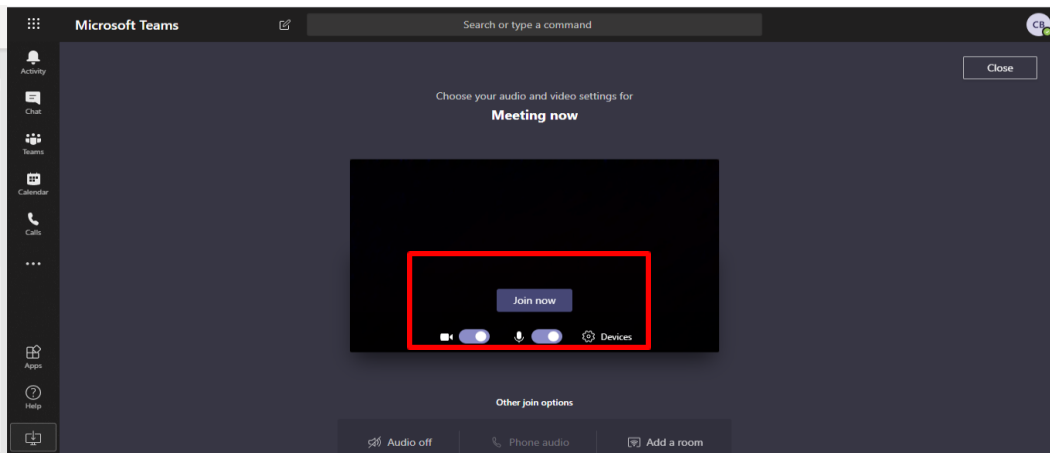 Microsoft Teams
Search or type a command
CB
Activity
Chat
Teams
Calendar
Calls
Apps
Help
Close
Choose your audio and video settings for
Meeting now
Join now
Devices
Other join options
Audio off
Phone audio
Add a room